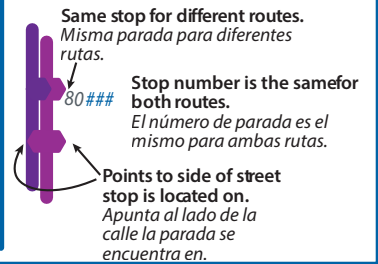 Same stop for different routes.
Misma parada para diferentes
rutas.
80###
Stop number is the samefor
both routes.
El número de parada es el
mismo para ambas rutas.
Points to side of street
stop is located on.
Apunta al lado de la
calle la parada se
encuentra en.